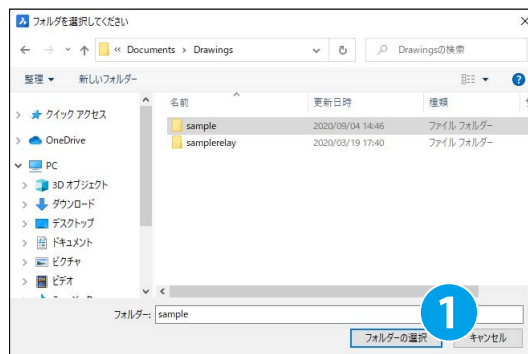 フォルダを選択してください
« Documents › Drawings
Drawingsの検索
整理 新しいフォルダー
名前 更新日時 種類
クイック アクセス
sample 2020/09/04 14:46 ファイル フォルダー
OneDrive
samplerelay 2020/03/19 17:40 ファイル フォルダー
PC
3D オブジェクト
ダウンロード
デスクトップ
ドキュメント
ピクチャ
ビデオ
フォルダー: sample
フォルダーの選択 1 キャンセル